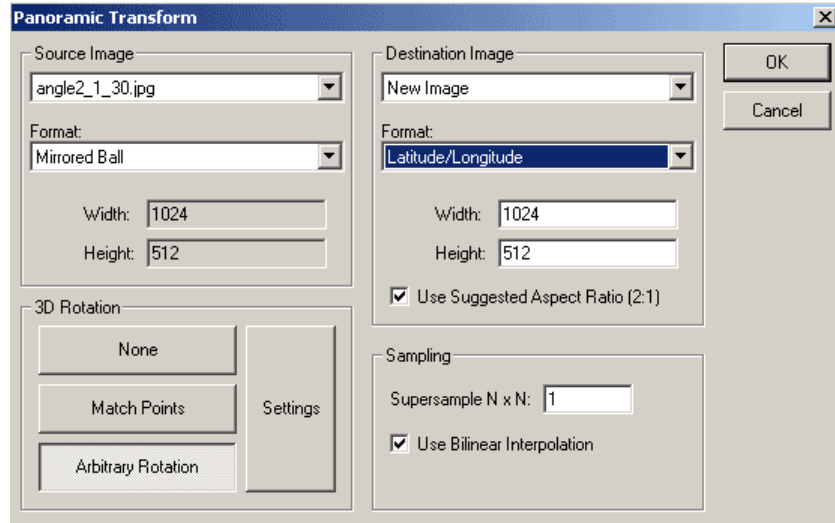 Panoramic Transform
Source Image
angle2_1_30.jpg
Format:
Mirrored Ball
Width: 1024
Height: 512
3D Rotation
None
Match Points
Arbitrary Rotation
Settings
Destination Image
New Image
Format:
Latitude/Longitude
Width: 1024
Height: 512
Use Suggested Aspect Ratio (2:1)
Sampling
Supersample N x N: 1
Use Bilinear Interpolation
OK
Cancel